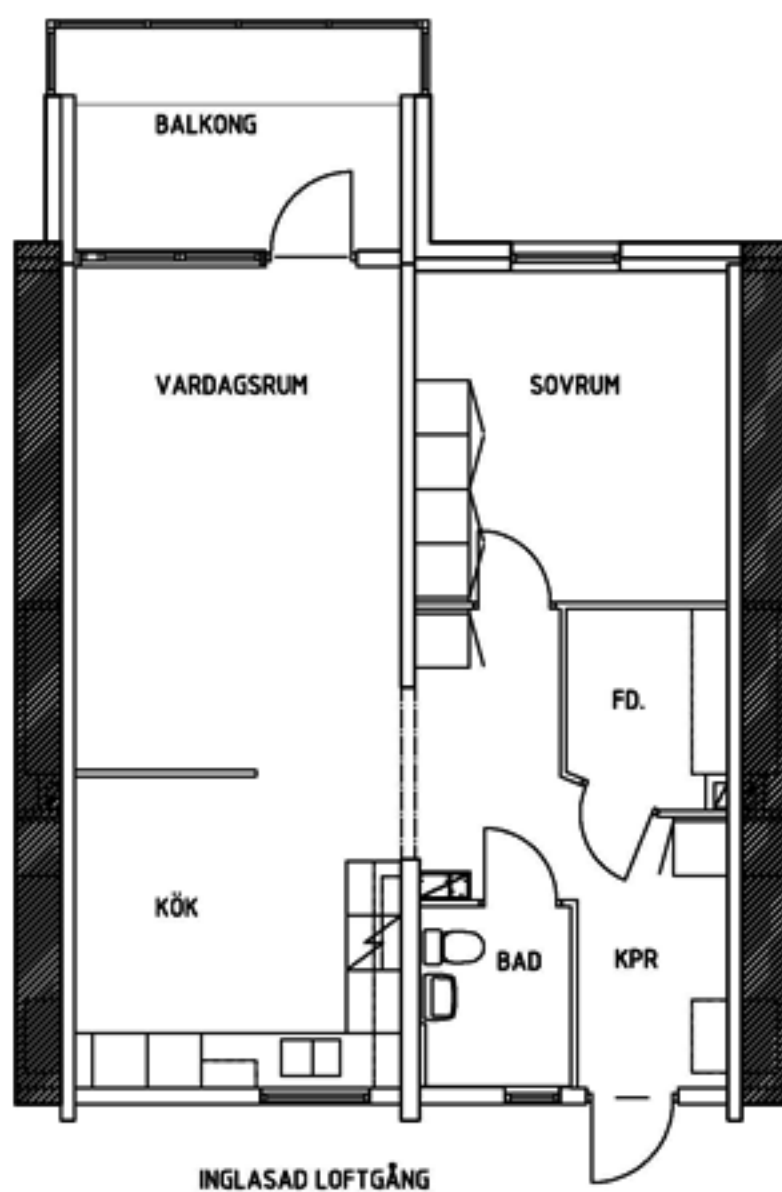 BALKONG
VARDAGSRUM
SOVRUM
FD.
KÖK
BAD
KPR
INGLASAD LOFTGÅNG